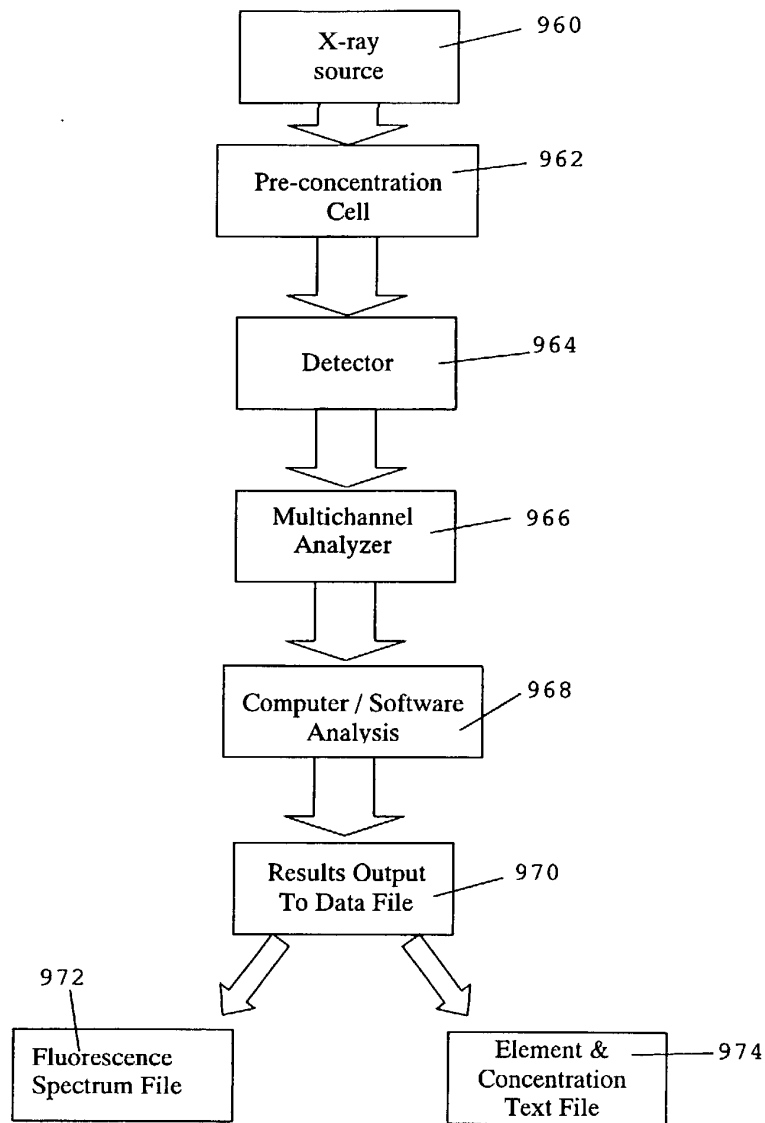 X-ray
source
960
Pre-concentration
Cell
962
Detector
964
Multichannel
Analyzer
966
Computer / Software
Analysis
968
Results Output
To Data File
970
972
Fluorescence
Spectrum File
Element &
Concentration
Text File
974